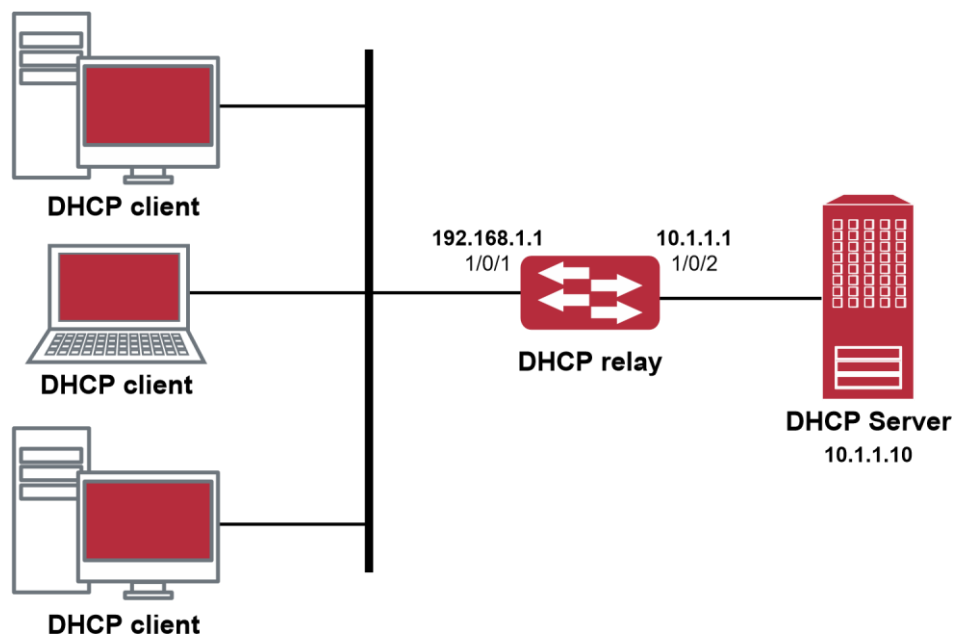 DHCP client
DHCP client
DHCP client
192.168.1.1
1/0/1
10.1.1.1
1/0/2
DHCP relay
DHCP Server
10.1.1.10